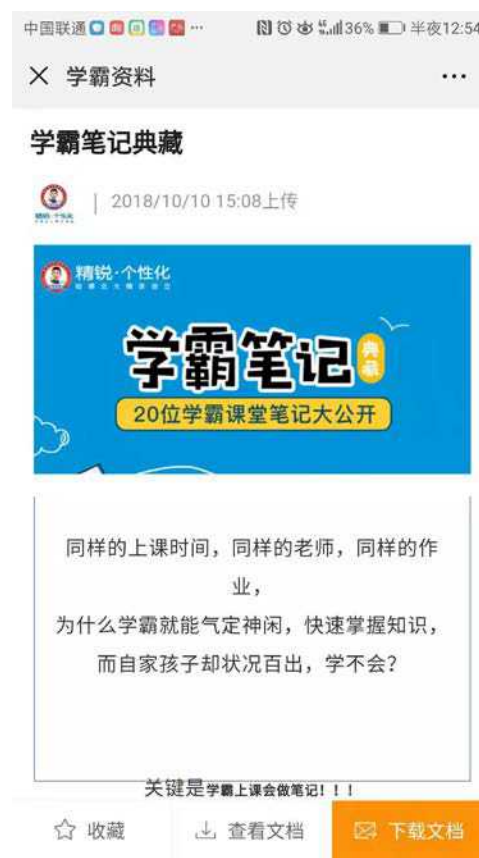 中国联通 ··· 36% 半夜12:54
× 学霸资料 ···
学霸笔记典藏
精锐·个性化 | 2018/10/10 15:08上传
精锐·个性化
学霸笔记 典藏
20位学霸课堂笔记大公开
同样的上课时间，同样的老师，同样的作
业，
为什么学霸就能气定神闲，快速掌握知识，
而自家孩子却状况百出，学不会？
关键是学霸上课会做笔记！！！
收藏 查看文档 下载文档